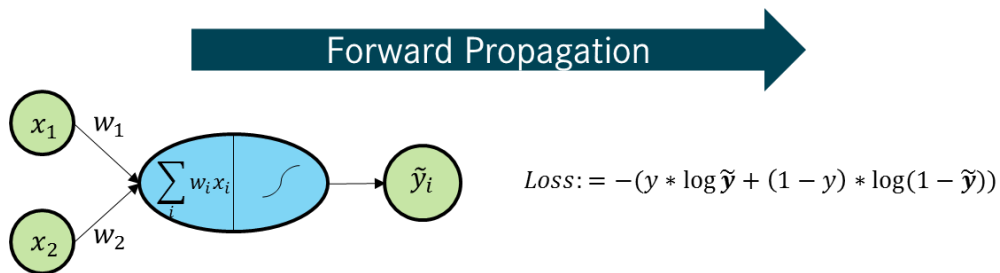 Forward Propagation
x₁
w₁
∑ᵢ wᵢxᵢ
ỹᵢ
Loss: = −(y ∗ log ỹ + (1 − y) ∗ log(1 − ỹ))
x₂
w₂